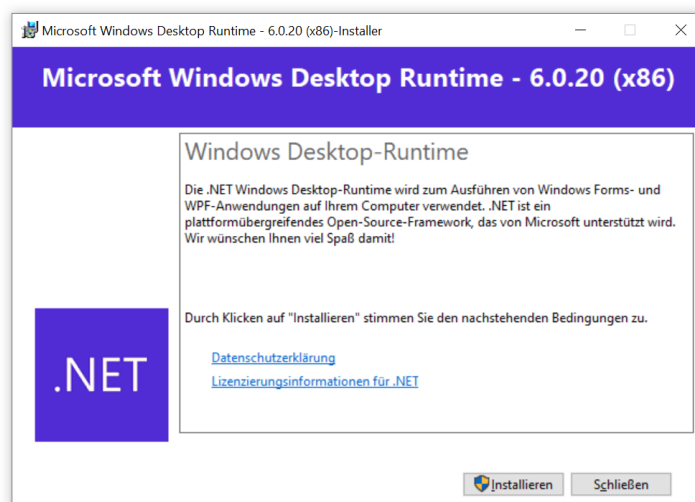 Microsoft Windows Desktop Runtime - 6.0.20 (x86)-Installer
Microsoft Windows Desktop Runtime - 6.0.20 (x86)
Windows Desktop-Runtime
Die .NET Windows Desktop-Runtime wird zum Ausführen von Windows Forms- und
WPF-Anwendungen auf Ihrem Computer verwendet. .NET ist ein
plattformübergreifendes Open-Source-Framework, das von Microsoft unterstützt wird.
Wir wünschen Ihnen viel Spaß damit!
Durch Klicken auf "Installieren" stimmen Sie den nachstehenden Bedingungen zu.
Datenschutzerklärung
Lizenzierungsinformationen für .NET
.NET
Installieren
Schließen